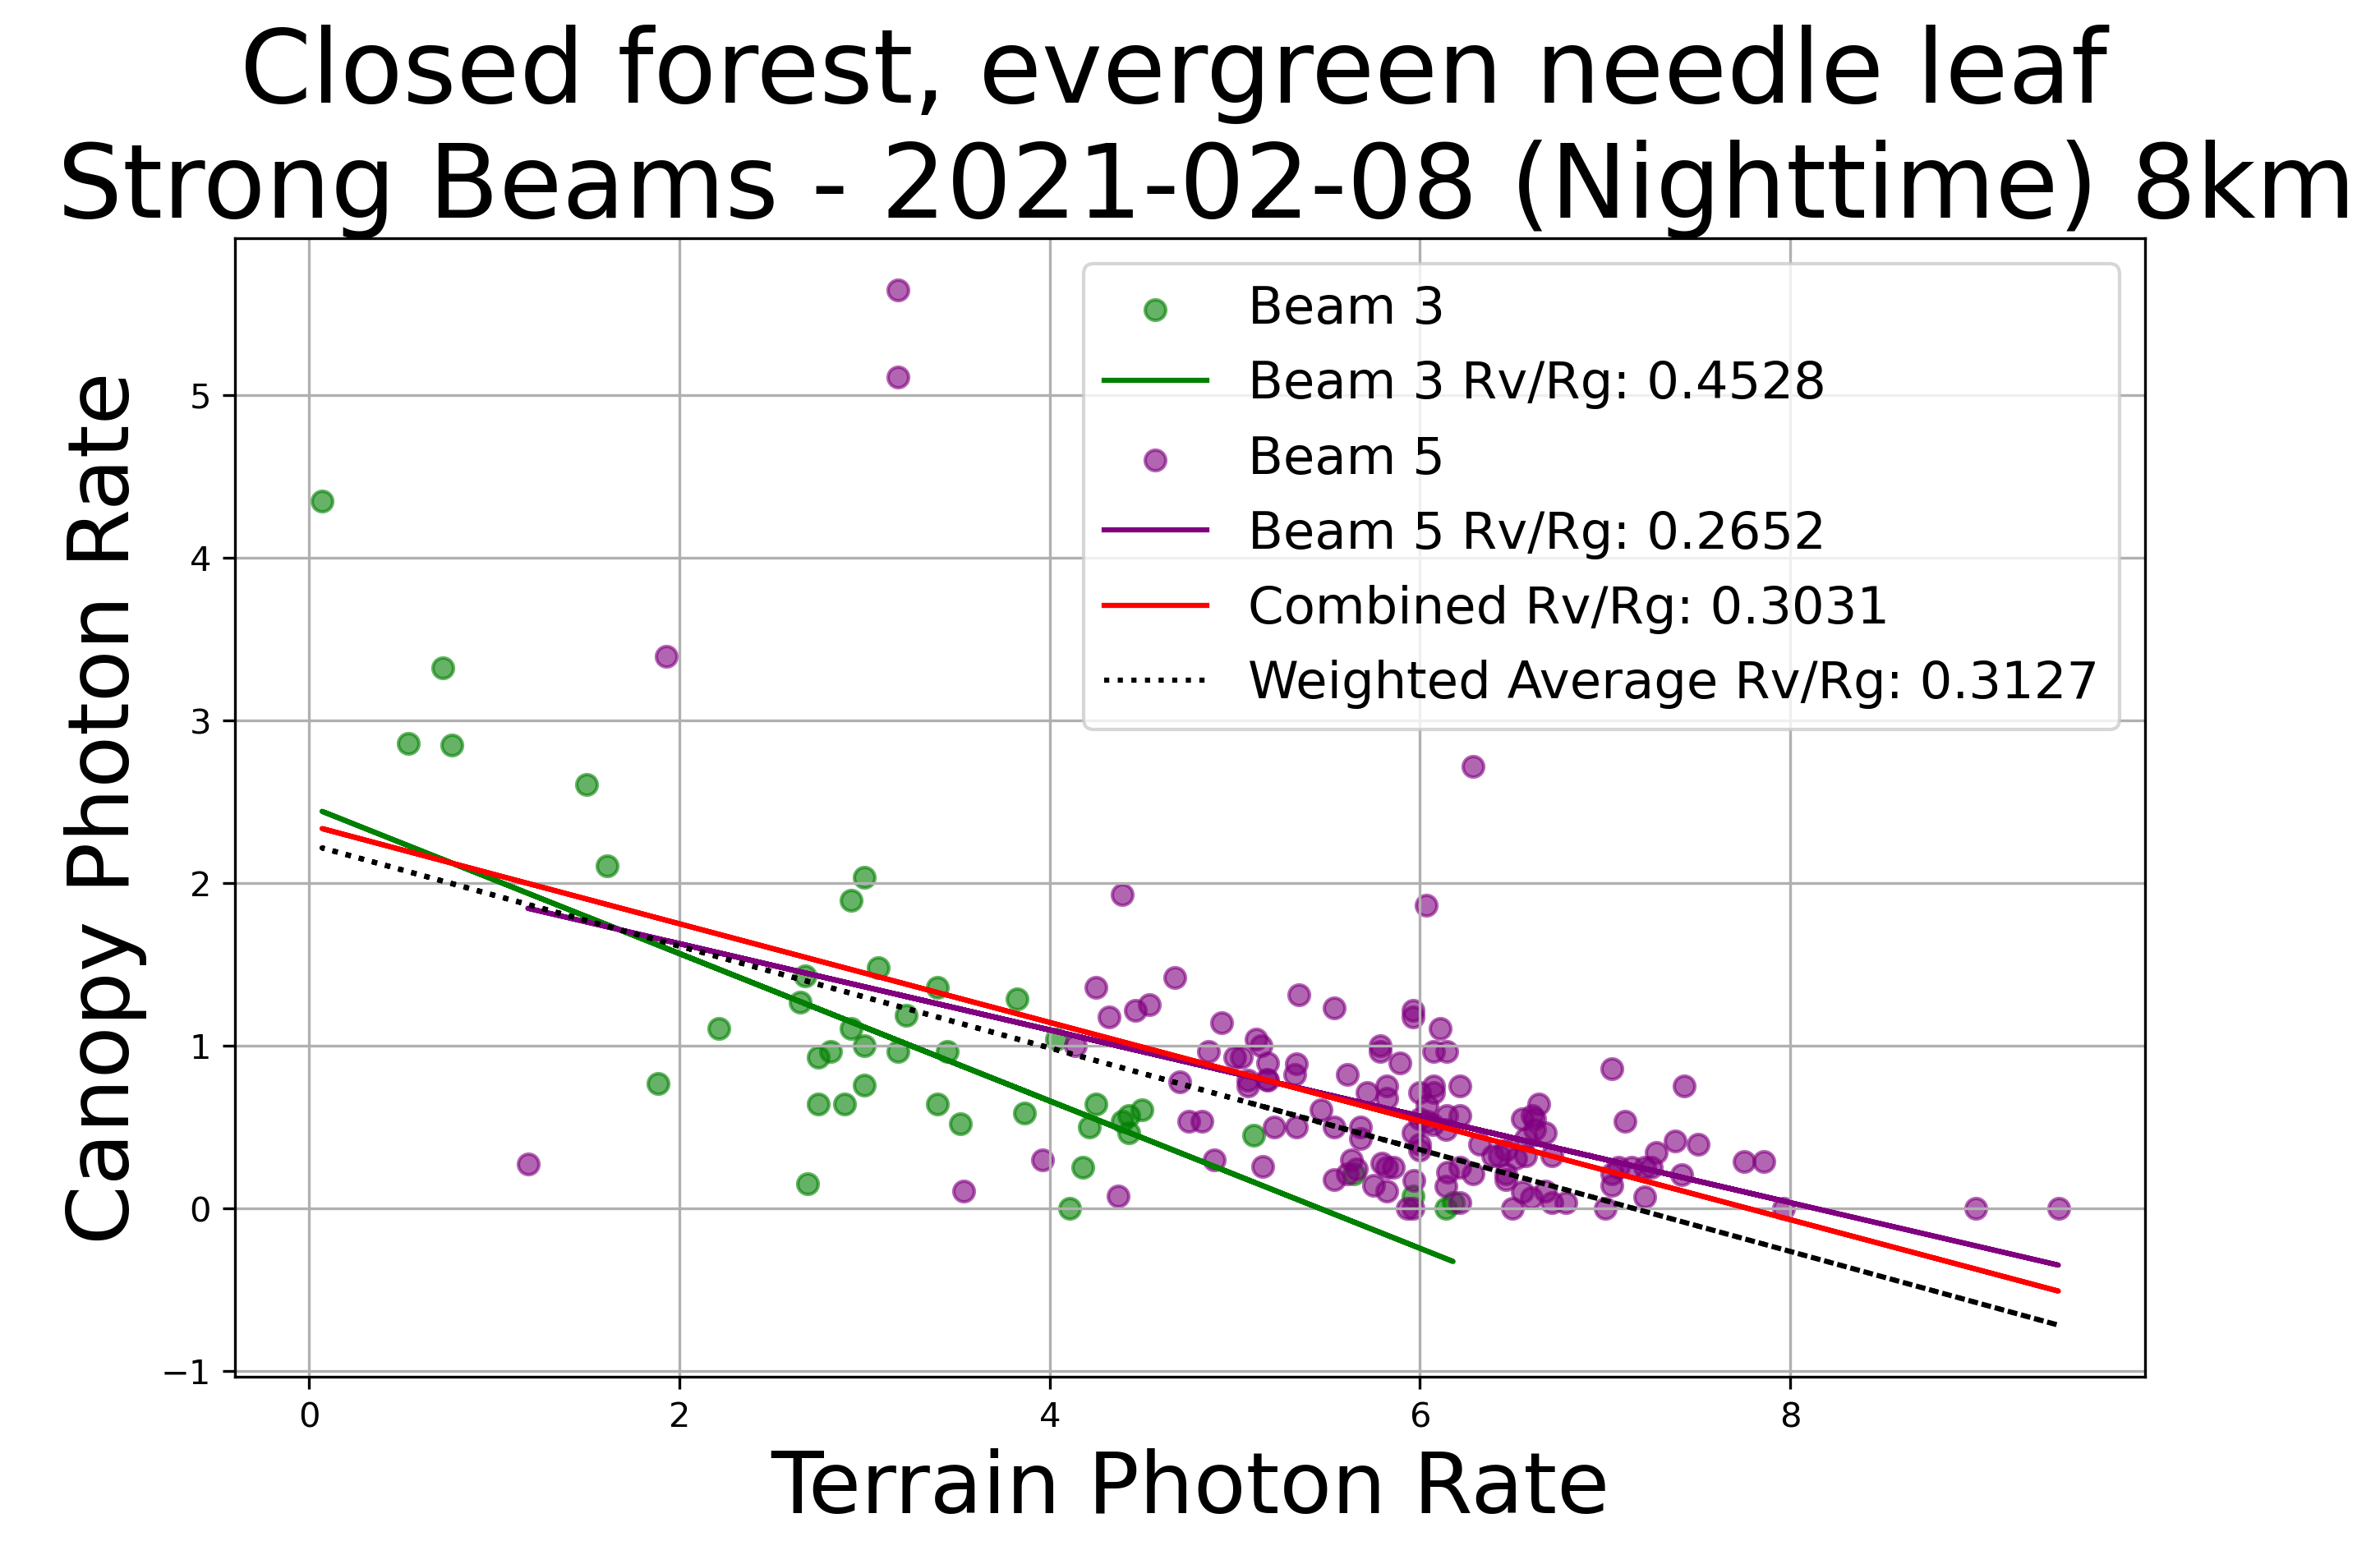 Closed forest, evergreen needle leaf
Strong Beams - 2021-02-08 (Nighttime) 8km
Canopy Photon Rate
5
4
3
2
1
0
−1
Beam 3
Beam 3 Rv/Rg: 0.4528
Beam 5
Beam 5 Rv/Rg: 0.2652
Combined Rv/Rg: 0.3031
Weighted Average Rv/Rg: 0.3127
0 2 4 6 8
Terrain Photon Rate